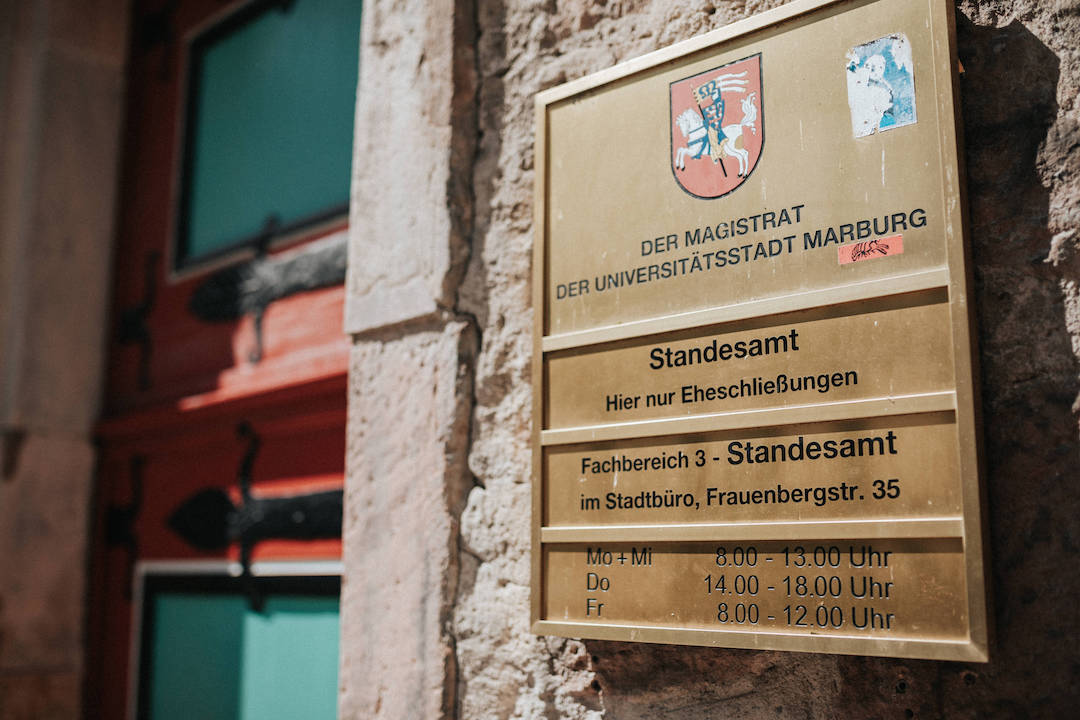 DER MAGISTRAT
DER UNIVERSITÄTSSTADT MARBURG
Standesamt
Hier nur Eheschließungen
Fachbereich 3 - Standesamt
im Stadtbüro, Frauenbergstr. 35
Mo + Mi 8.00 - 13.00 Uhr
Do 14.00 - 18.00 Uhr
Fr 8.00 - 12.00 Uhr